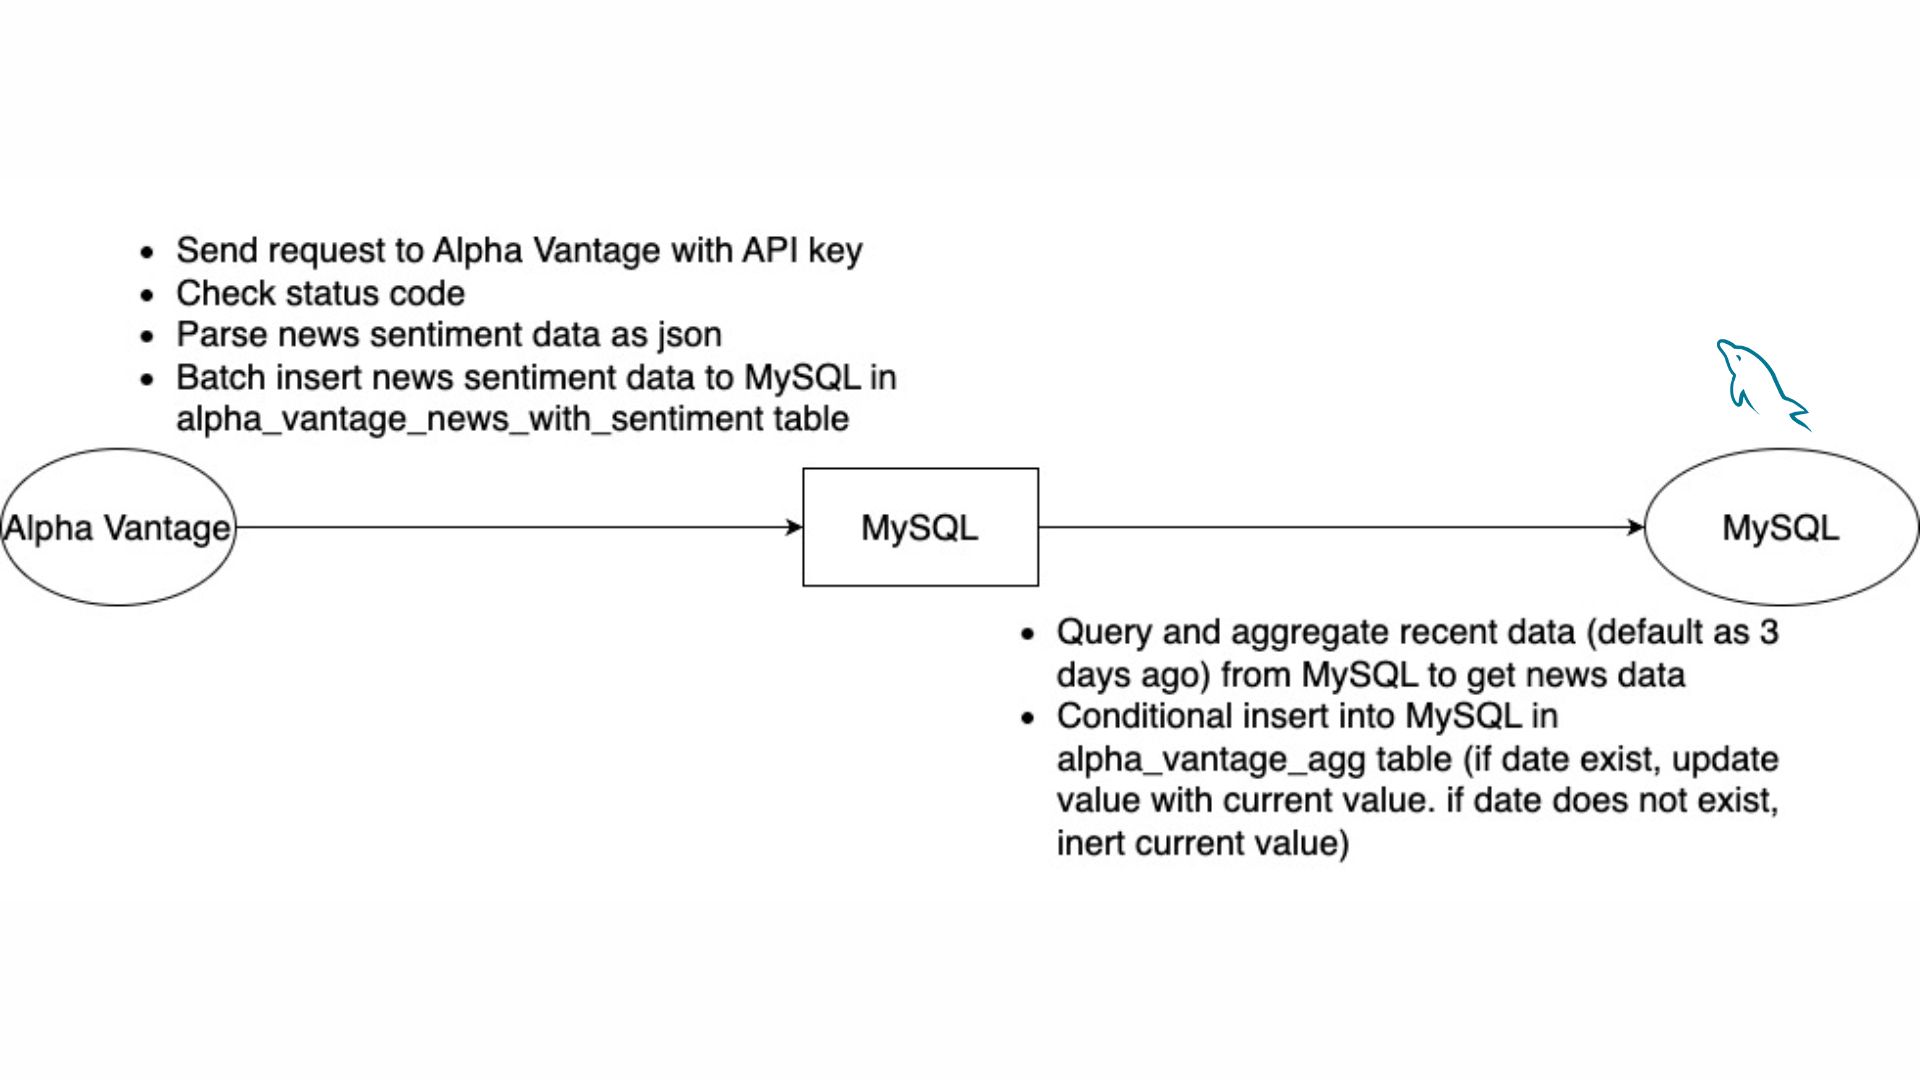 • Send request to Alpha Vantage with API key
• Check status code
• Parse news sentiment data as json
• Batch insert news sentiment data to MySQL in
alpha_vantage_news_with_sentiment table
Alpha Vantage
MySQL
MySQL
• Query and aggregate recent data (default as 3
days ago) from MySQL to get news data
• Conditional insert into MySQL in
alpha_vantage_agg table (if date exist, update
value with current value. if date does not exist,
inert current value)